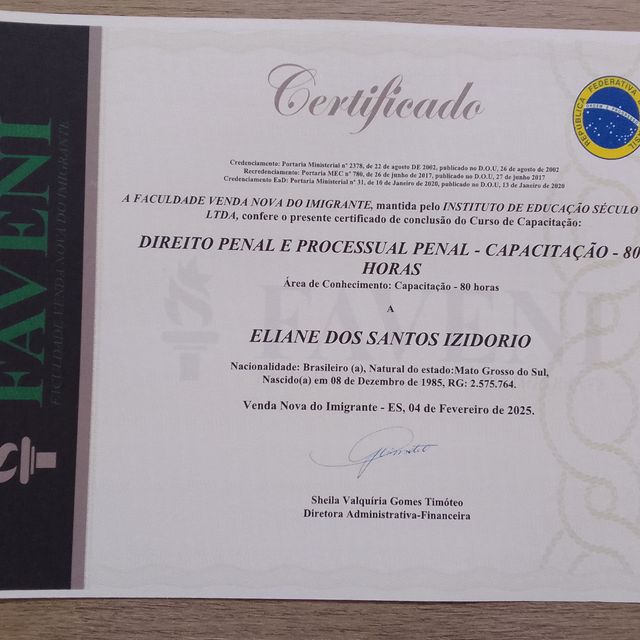 Certificado
REPÚBLICA FEDERATIVA
Credenciamento: Portaria Ministerial nº 2378, de 22 de agosto DE 2002, publicado no D.O.U, 26 de agosto de 2002
Recredenciamento: Portaria MEC nº 780, de 26 de junho de 2017, publicado no D.O.U, 27 de junho 2017
Credenciamento EaD: Portaria Ministerial nº 31, de 10 de Janeiro de 2020, publicado no D.O.U, 13 de Janeiro de 2020
A FACULDADE VENDA NOVA DO IMIGRANTE, mantida pelo INSTITUTO DE EDUCAÇÃO SÉCULO
LTDA, confere o presente certificado de conclusão do Curso de Capacitação:
DIREITO PENAL E PROCESSUAL PENAL - CAPACITAÇÃO - 80
HORAS
Área de Conhecimento: Capacitação - 80 horas
A
ELIANE DOS SANTOS IZIDORIO
Nacionalidade: Brasileiro (a), Natural do estado:Mato Grosso do Sul,
Nascido(a) em 08 de Dezembro de 1985, RG: 2.575.764.
Venda Nova do Imigrante - ES, 04 de Fevereiro de 2025.
Sheila Valquíria Gomes Timóteo
Diretora Administrativa-Financeira
FAVENI
FACULDADE VENDA NOVA DO IMIGRANTE
FAVENI